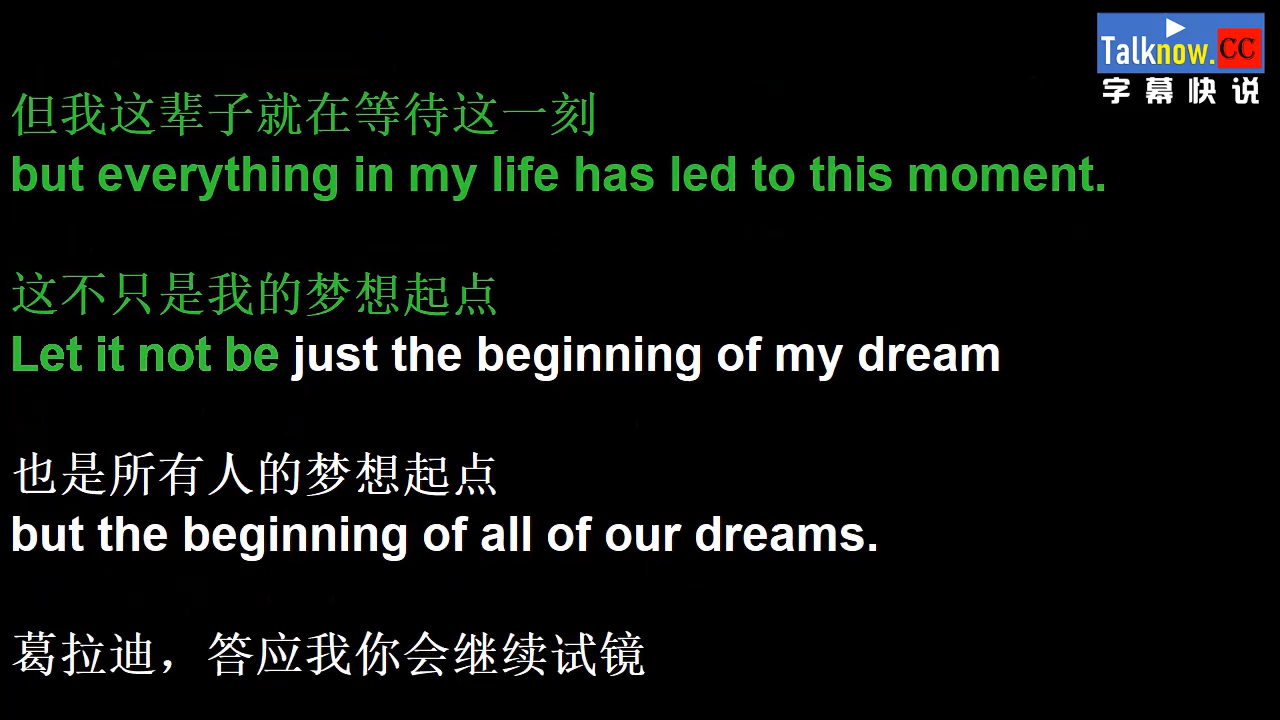 Talknow.CC
字幕快说
但我这辈子就在等待这一刻
but everything in my life has led to this moment.
这不只是我的梦想起点
Let it not be just the beginning of my dream
也是所有人的梦想起点
but the beginning of all of our dreams.
葛拉迪，答应我你会继续试镜